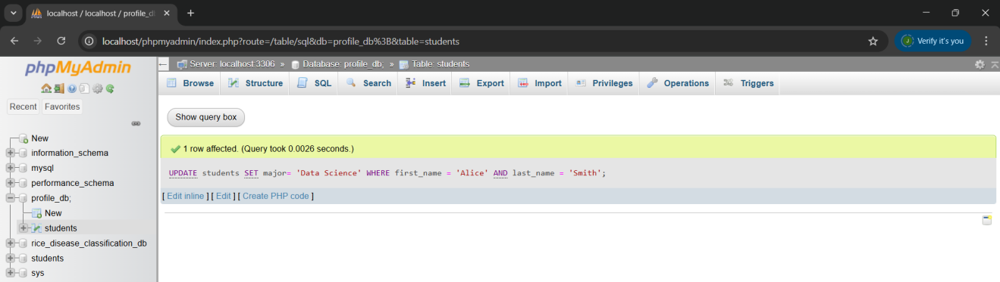 localhost / localhost / profile_d
localhost/phpmyadmin/index.php?route=/table/sql&db=profile_db%3B&table=students
J
Verify it's you
phpMyAdmin
Recent
Favorites
New
information_schema
mysql
performance_schema
profile_db;
New
students
rice_disease_classification_db
students
sys
Server: localhost:3306 » Database: profile_db; » Table: students
Browse Structure SQL Search Insert Export Import Privileges Operations Triggers
Show query box
1 row affected. (Query took 0.0026 seconds.)
UPDATE students SET major= 'Data Science' WHERE first_name = 'Alice' AND last_name = 'Smith';
[ Edit inline ] [ Edit ] [ Create PHP code ]